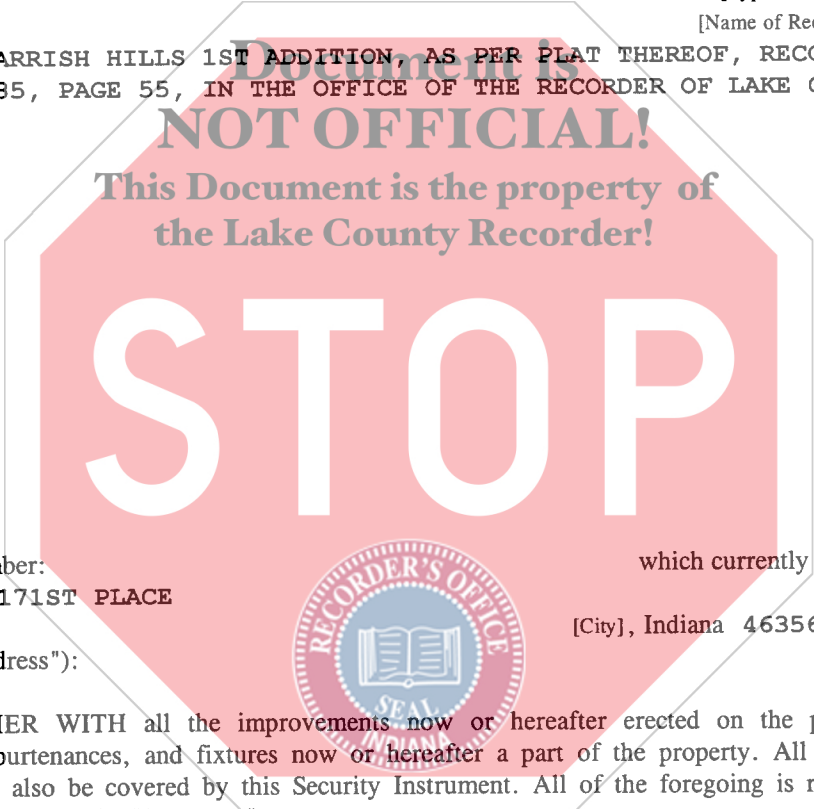 [Name of Rec
ARRISH HILLS 1ST ADDITION, AS PER PLAT THEREOF, RECO
35, PAGE 55, IN THE OFFICE OF THE RECORDER OF LAKE
Document is
NOT OFFICIAL!
This Document is the property of
the Lake County Recorder!
STOP
ber:
which currently
171ST PLACE
[City], Indiana 46356
dress"):
RECORDER'S OFFICE
SEAL
INDIANA
ER WITH all the improvements now or hereafter erected on the p
purtenances, and fixtures now or hereafter a part of the property. All
also be covered by this Security Instrument. All of the foregoing is r